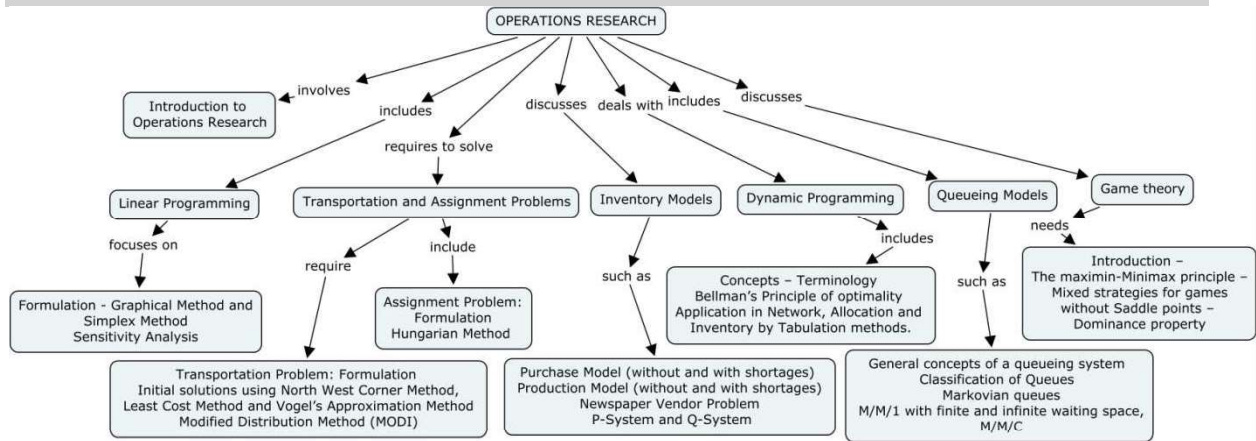 OPERATIONS RESEARCH
involves
includes
requires to solve
discusses
deals with
includes
discusses
Introduction to
Operations Research
Linear Programming
Transportation and Assignment Problems
Inventory Models
Dynamic Programming
Queueing Models
Game theory
focuses on
require
include
such as
includes
such as
needs
Formulation - Graphical Method and
Simplex Method
Sensitivity Analysis
Transportation Problem: Formulation
Initial solutions using North West Corner Method,
Least Cost Method and Vogel's Approximation Method
Modified Distribution Method (MODI)
Assignment Problem:
Formulation
Hungarian Method
Purchase Model (without and with shortages)
Production Model (without and with shortages)
Newspaper Vendor Problem
P-System and Q-System
Concepts – Terminology
Bellman's Principle of optimality
Application in Network, Allocation and
Inventory by Tabulation methods.
General concepts of a queueing system
Classification of Queues
Markovian queues
M/M/1 with finite and infinite waiting space,
M/M/C
Introduction –
The maximin-Minimax principle –
Mixed strategies for games
without Saddle points –
Dominance property